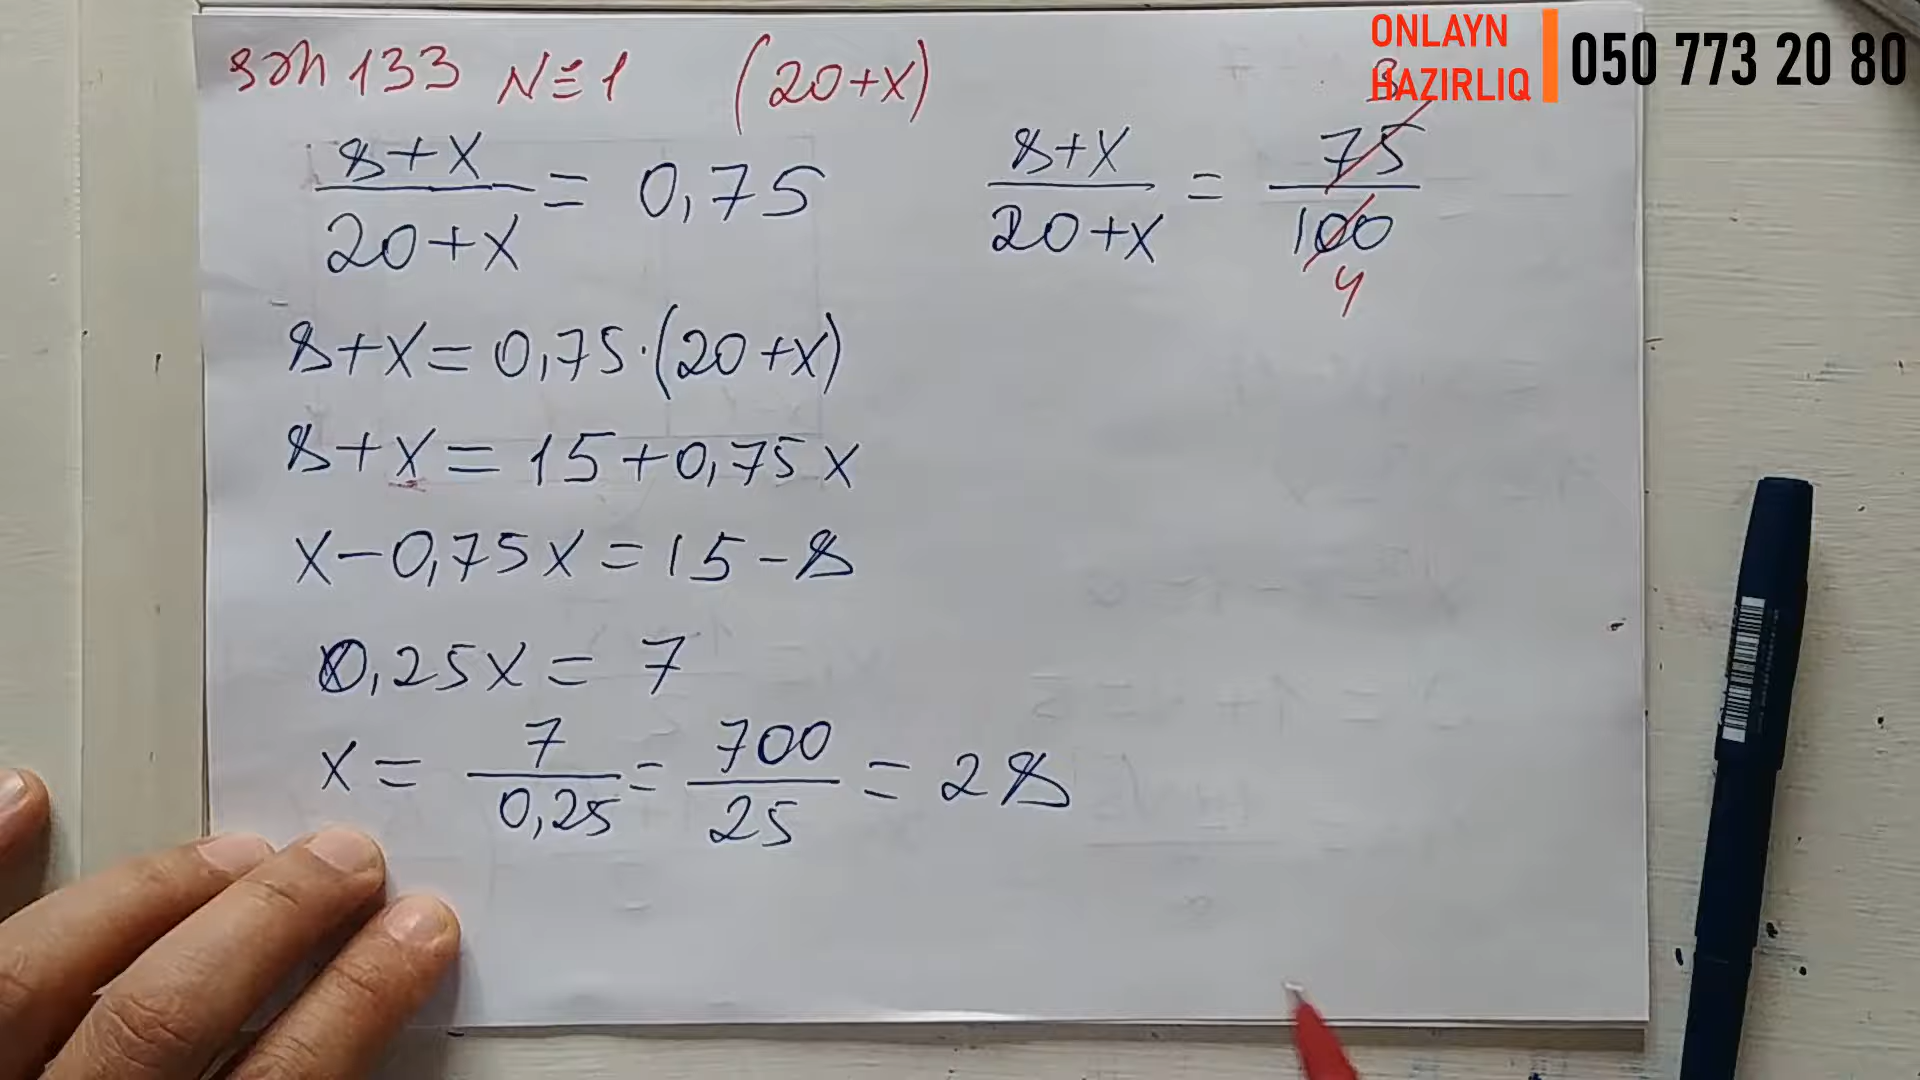 ONLAYN
HAZIRLIQ
050 773 20 80
səh 133 №1 (20+x)
(8+x)/(20+x) = 0,75
8+x=0,75·(20+x)
8+x=15+0,75x
x-0,75x=15-8
0,25x=7
x= 7/0,25 = 700/25 = 28
(8+x)/(20+x) = 75/100
3
4